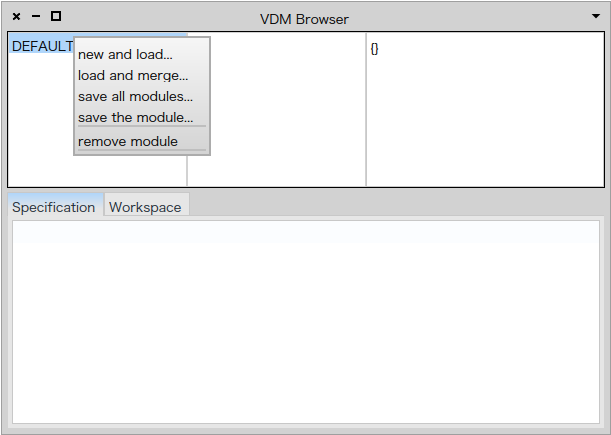 VDM Browser
DEFAULT
{}
new and load...
load and merge...
save all modules...
save the module...
remove module
Specification
Workspace